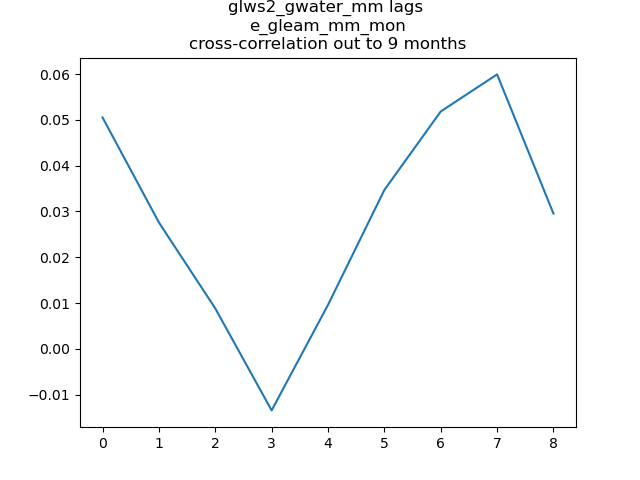 glws2_gwater_mm lags
e_gleam_mm_mon
cross-correlation out to 9 months
0.06
0.05
0.04
0.03
0.02
0.01
0.00
−0.01
0 1 2 3 4 5 6 7 8